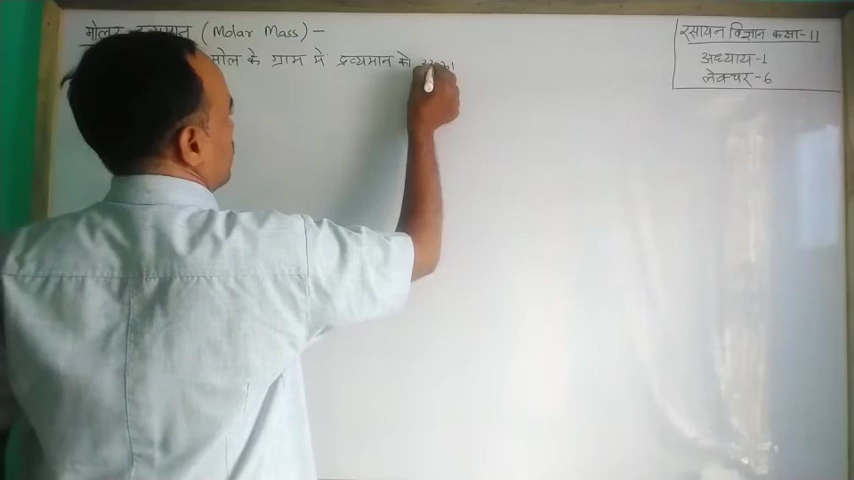 मोलर द्रव्यमान (Molar Mass) –
मोल के ग्राम में द्रव्यमान को
रसायन विज्ञान कक्षा-11
अध्याय-1
लेक्चर-6